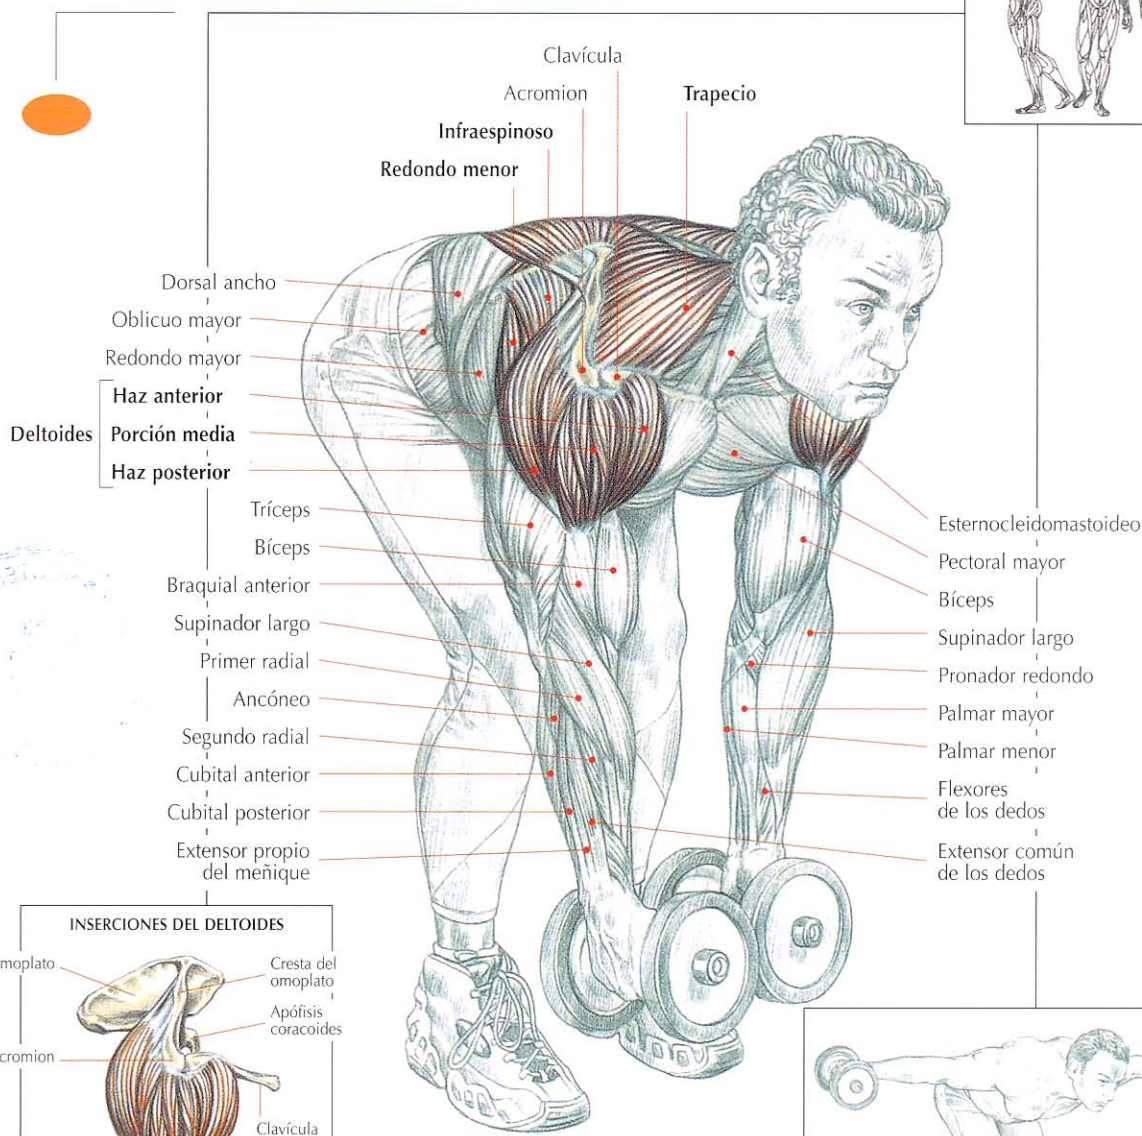 Clavícula
Acromion
Trapecio
Infraespinoso
Redondo menor
Dorsal ancho
Oblicuo mayor
Redondo mayor
Deltoides
Haz anterior
Porción media
Haz posterior
Tríceps
Bíceps
Braquial anterior
Supinador largo
Primer radial
Ancóneo
Segundo radial
Cubital anterior
Cubital posterior
Extensor propio
del meñique
Esternocleidomastoideo
Pectoral mayor
Bíceps
Supinador largo
Pronador redondo
Palmar mayor
Palmar menor
Flexores
de los dedos
Extensor común
de los dedos
INSERCIONES DEL DELTOIDES
moplato
Cresta del
omoplato
Apófisis
coracoides
cromion
Clavícula